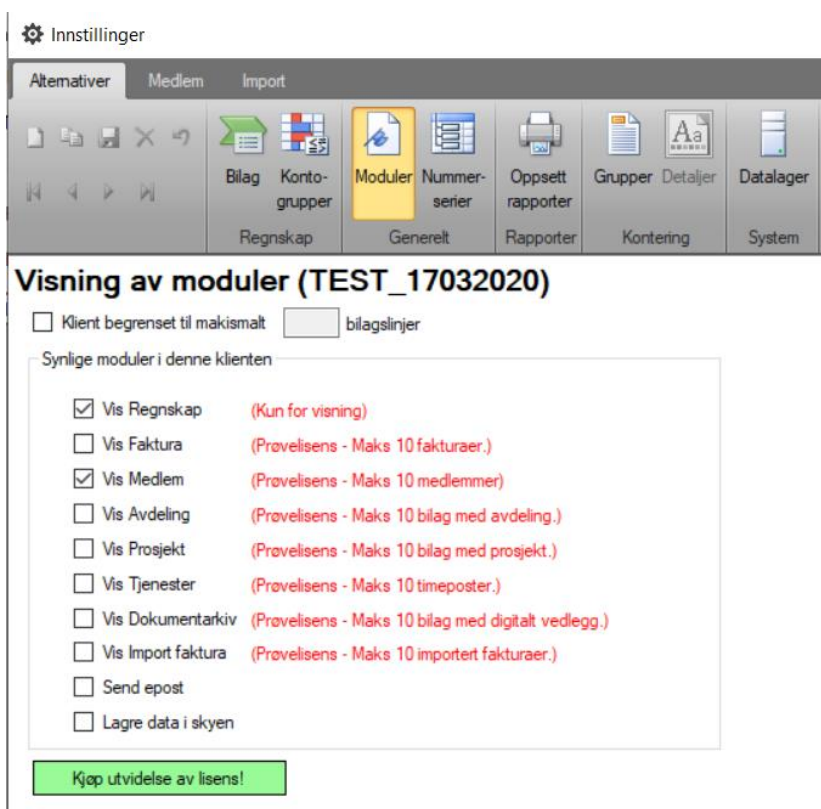 Innstillinger
Alternativer Medlem Import
Bilag Konto-grupper Moduler Nummer-serier Oppsett rapporter Grupper Aa Detaljer Datalager
Regnskap Generelt Rapporter Kontering System
Visning av moduler (TEST_17032020)
Klient begrenset til makismalt bilagslinjer
Synlige moduler i denne klienten
Vis Regnskap (Kun for visning)
Vis Faktura (Prøvelisens - Maks 10 fakturaer.)
Vis Medlem (Prøvelisens - Maks 10 medlemmer)
Vis Avdeling (Prøvelisens - Maks 10 bilag med avdeling.)
Vis Prosjekt (Prøvelisens - Maks 10 bilag med prosjekt.)
Vis Tjenester (Prøvelisens - Maks 10 timeposter.)
Vis Dokumentarkiv (Prøvelisens - Maks 10 bilag med digitalt vedlegg.)
Vis Import faktura (Prøvelisens - Maks 10 importert fakturaer.)
Send epost
Lagre data i skyen
Kjøp utvidelse av lisens!